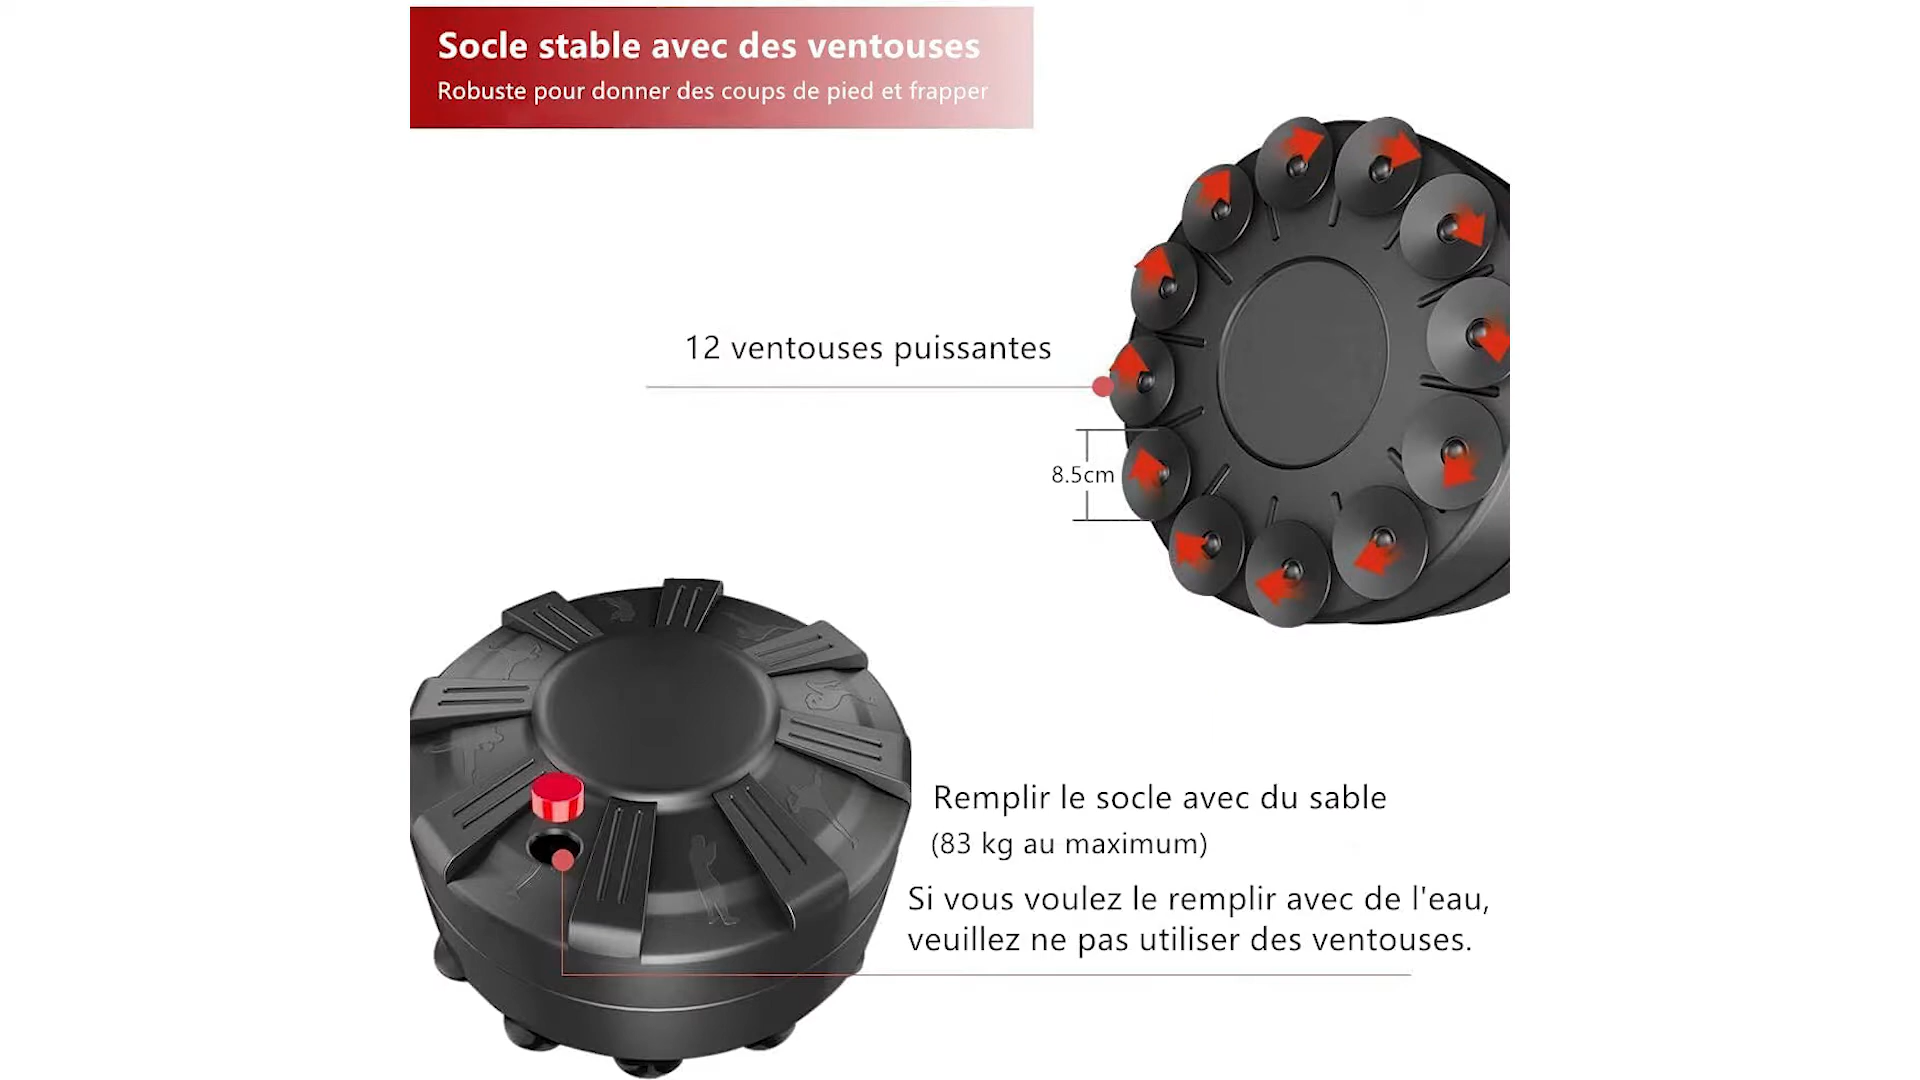 Socle stable avec des ventouses
Robuste pour donner des coups de pied et frapper
12 ventouses puissantes
8.5cm
Remplir le socle avec du sable
(83 kg au maximum)
Si vous voulez le remplir avec de l'eau,
veuillez ne pas utiliser des ventouses.